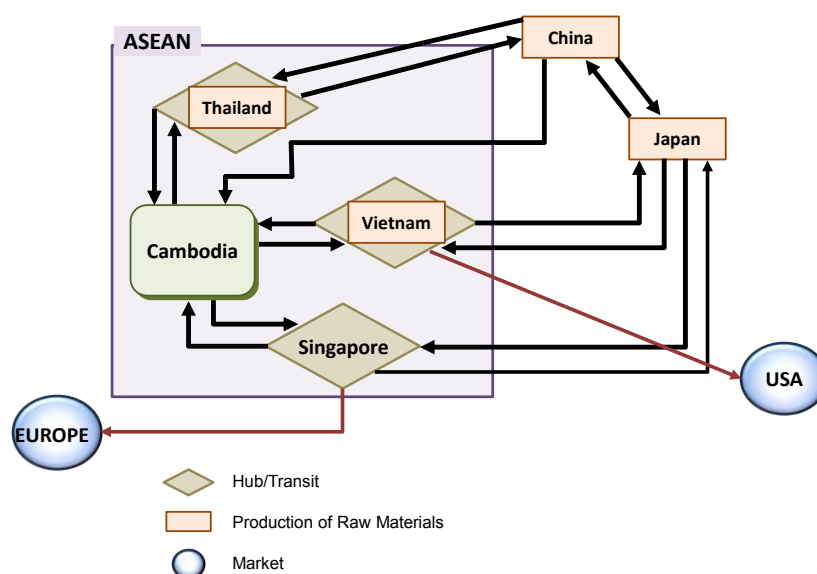 ASEAN
China
Thailand
Japan
Vietnam
Cambodia
Singapore
USA
EUROPE
Hub/Transit
Production of Raw Materials
Market